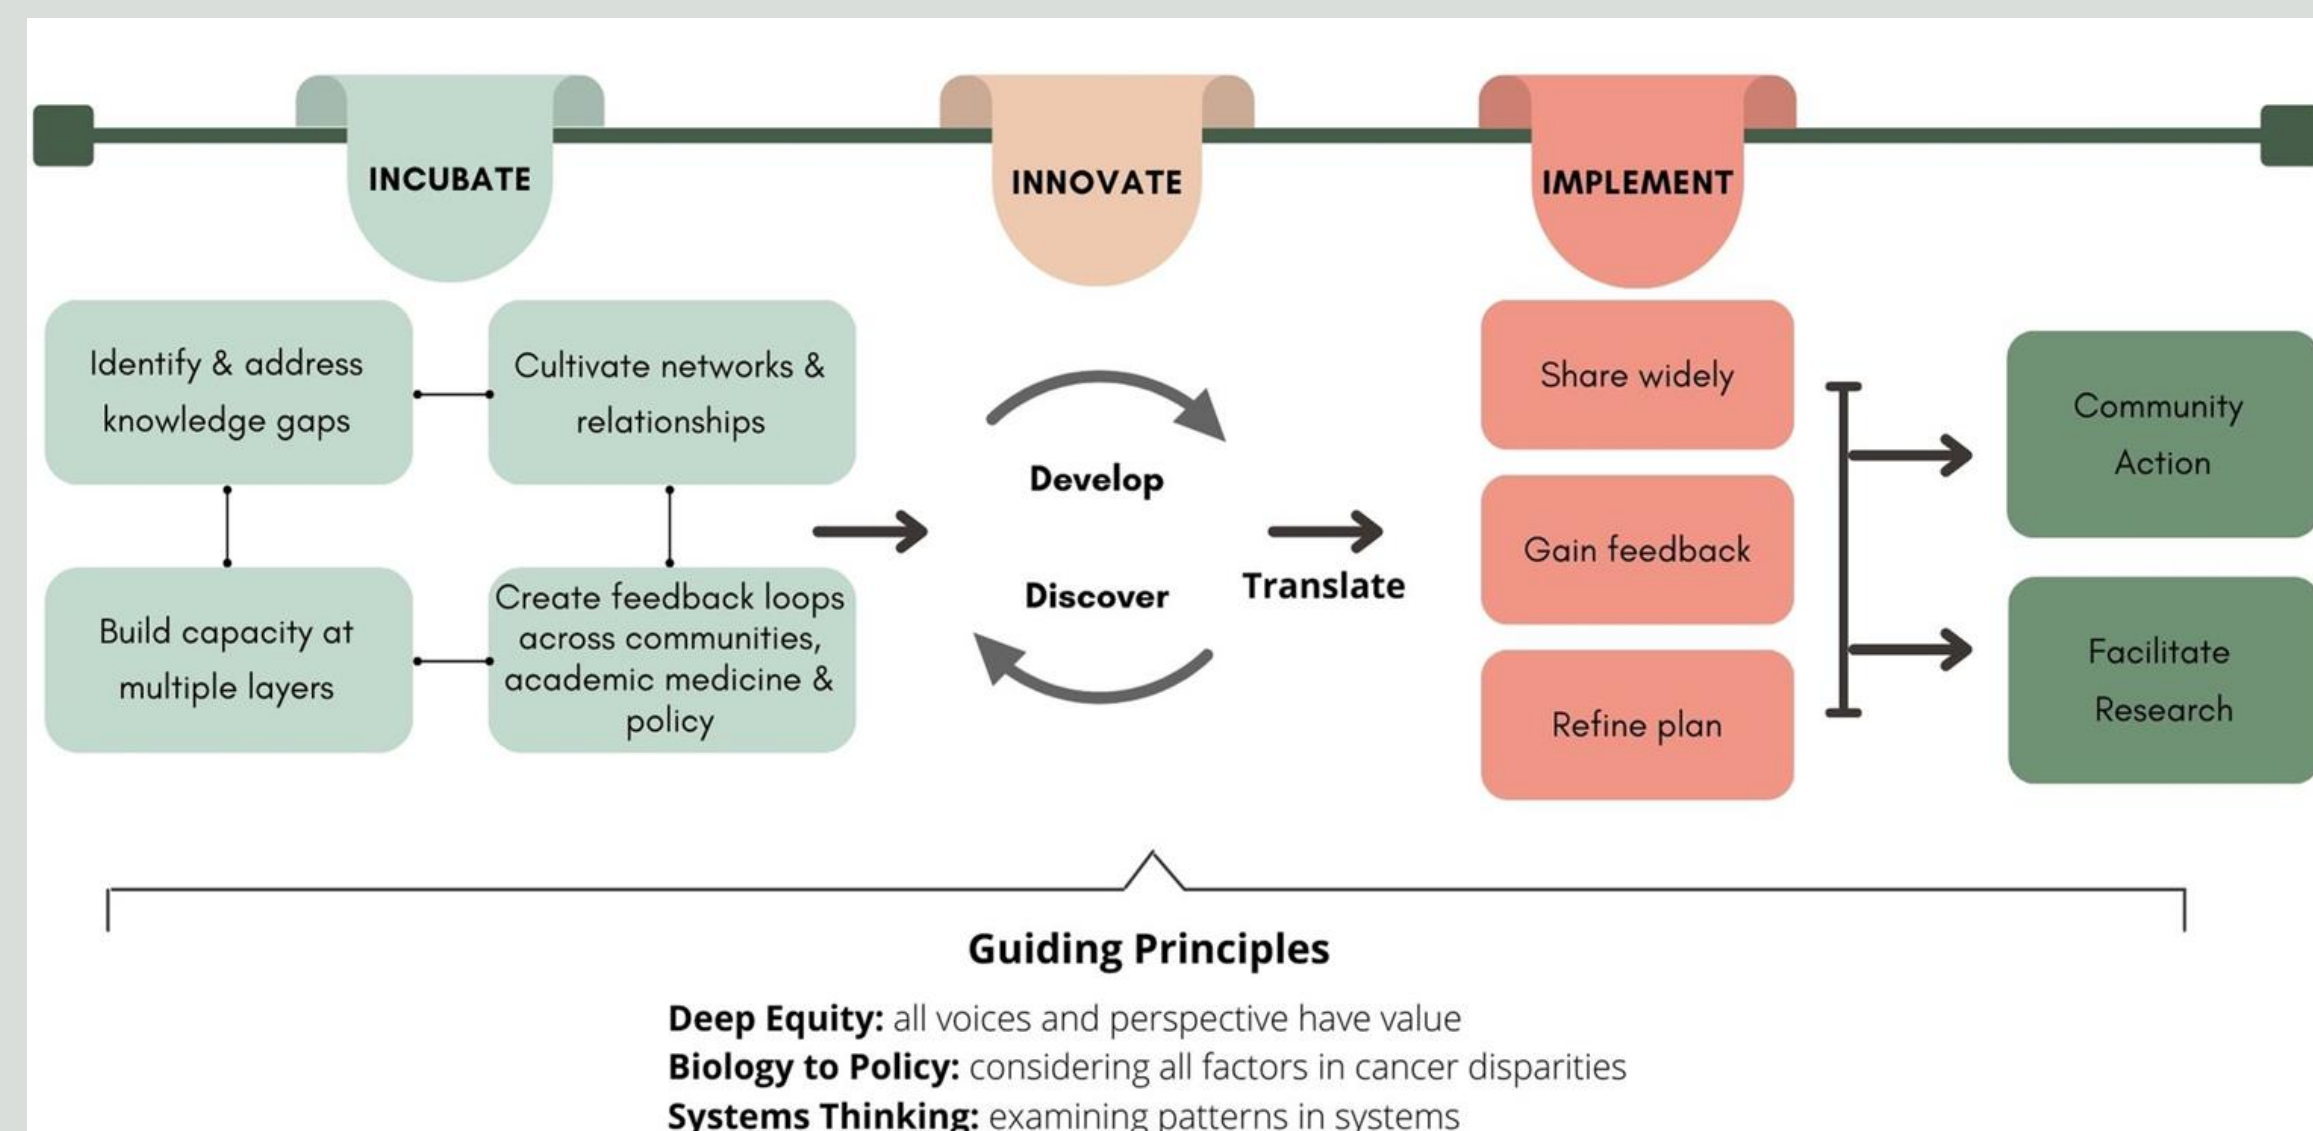 INCUBATE
INNOVATE
IMPLEMENT
Identify & address
knowledge gaps
Cultivate networks &
relationships
Build capacity at
multiple layers
Create feedback loops
across communities,
academic medicine &
policy
Develop
Discover
Translate
Share widely
Gain feedback
Refine plan
Community
Action
Facilitate
Research
Guiding Principles
Deep Equity: all voices and perspective have value
Biology to Policy: considering all factors in cancer disparities
Systems Thinking: examining patterns in systems